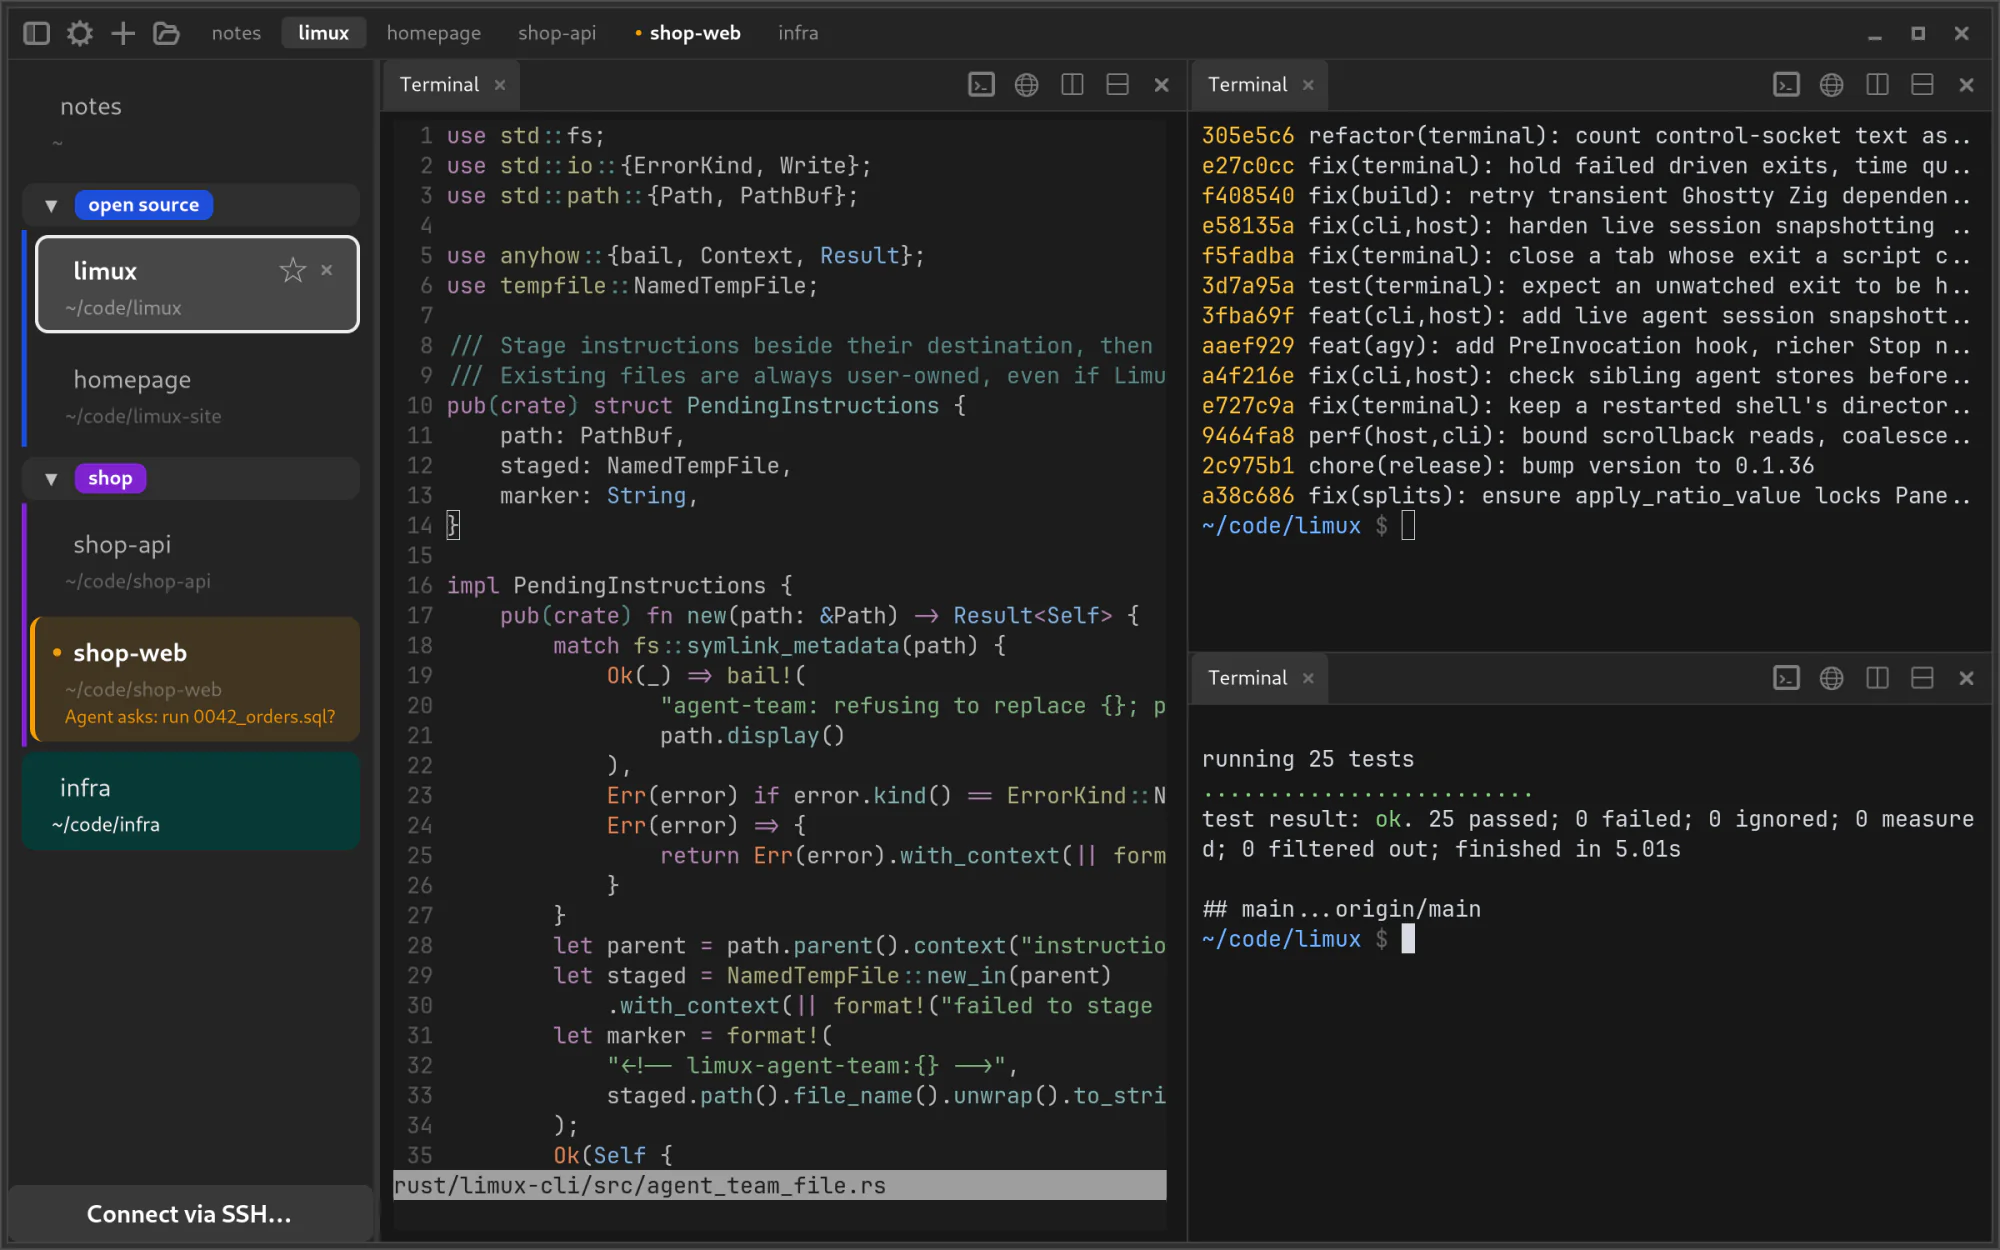 notes
limux
homepage
shop-api
• shop-web
infra
notes
~
▼ open source
limux ☆ ×
~/code/limux
homepage
~/code/limux-site
▼ shop
shop-api
~/code/shop-api
• shop-web
~/code/shop-web
Agent asks: run 0042_orders.sql?
infra
~/code/infra
Connect via SSH...
Terminal ×
1 use std::fs;
2 use std::io::{ErrorKind, Write};
3 use std::path::{Path, PathBuf};
4
5 use anyhow::{bail, Context, Result};
6 use tempfile::NamedTempFile;
7
8 /// Stage instructions beside their destination, then
9 /// Existing files are always user-owned, even if Limu
10 pub(crate) struct PendingInstructions {
11     path: PathBuf,
12     staged: NamedTempFile,
13     marker: String,
14 }
15
16 impl PendingInstructions {
17     pub(crate) fn new(path: &Path) -> Result<Self> {
18         match fs::symlink_metadata(path) {
19             Ok(_) => bail!(
20                 "agent-team: refusing to replace {}; p
21                 path.display()
22             ),
23             Err(error) if error.kind() == ErrorKind::N
24             Err(error) => {
25                 return Err(error).with_context(|| form
26             }
27         }
28         let parent = path.parent().context("instructio
29         let staged = NamedTempFile::new_in(parent)
30             .with_context(|| format!("failed to stage
31         let marker = format!(
32             "<!-- limux-agent-team:{} -->",
33             staged.path().file_name().unwrap().to_stri
34         );
35         Ok(Self {
rust/limux-cli/src/agent_team_file.rs
Terminal ×
305e5c6 refactor(terminal): count control-socket text as..
e27c0cc fix(terminal): hold failed driven exits, time qu..
f408540 fix(build): retry transient Ghostty Zig dependen..
e58135a fix(cli,host): harden live session snapshotting ..
f5fadba fix(terminal): close a tab whose exit a script c..
3d7a95a test(terminal): expect an unwatched exit to be h..
3fba69f feat(cli,host): add live agent session snapshott..
aaef929 feat(agy): add PreInvocation hook, richer Stop n..
a4f216e fix(cli,host): check sibling agent stores before..
e727c9a fix(terminal): keep a restarted shell's director..
9464fa8 perf(host,cli): bound scrollback reads, coalesce..
2c975b1 chore(release): bump version to 0.1.36
a38c686 fix(splits): ensure apply_ratio_value locks Pane..
~/code/limux $
Terminal ×
running 25 tests
.........................
test result: ok. 25 passed; 0 failed; 0 ignored; 0 measure
d; 0 filtered out; finished in 5.01s
## main...origin/main
~/code/limux $